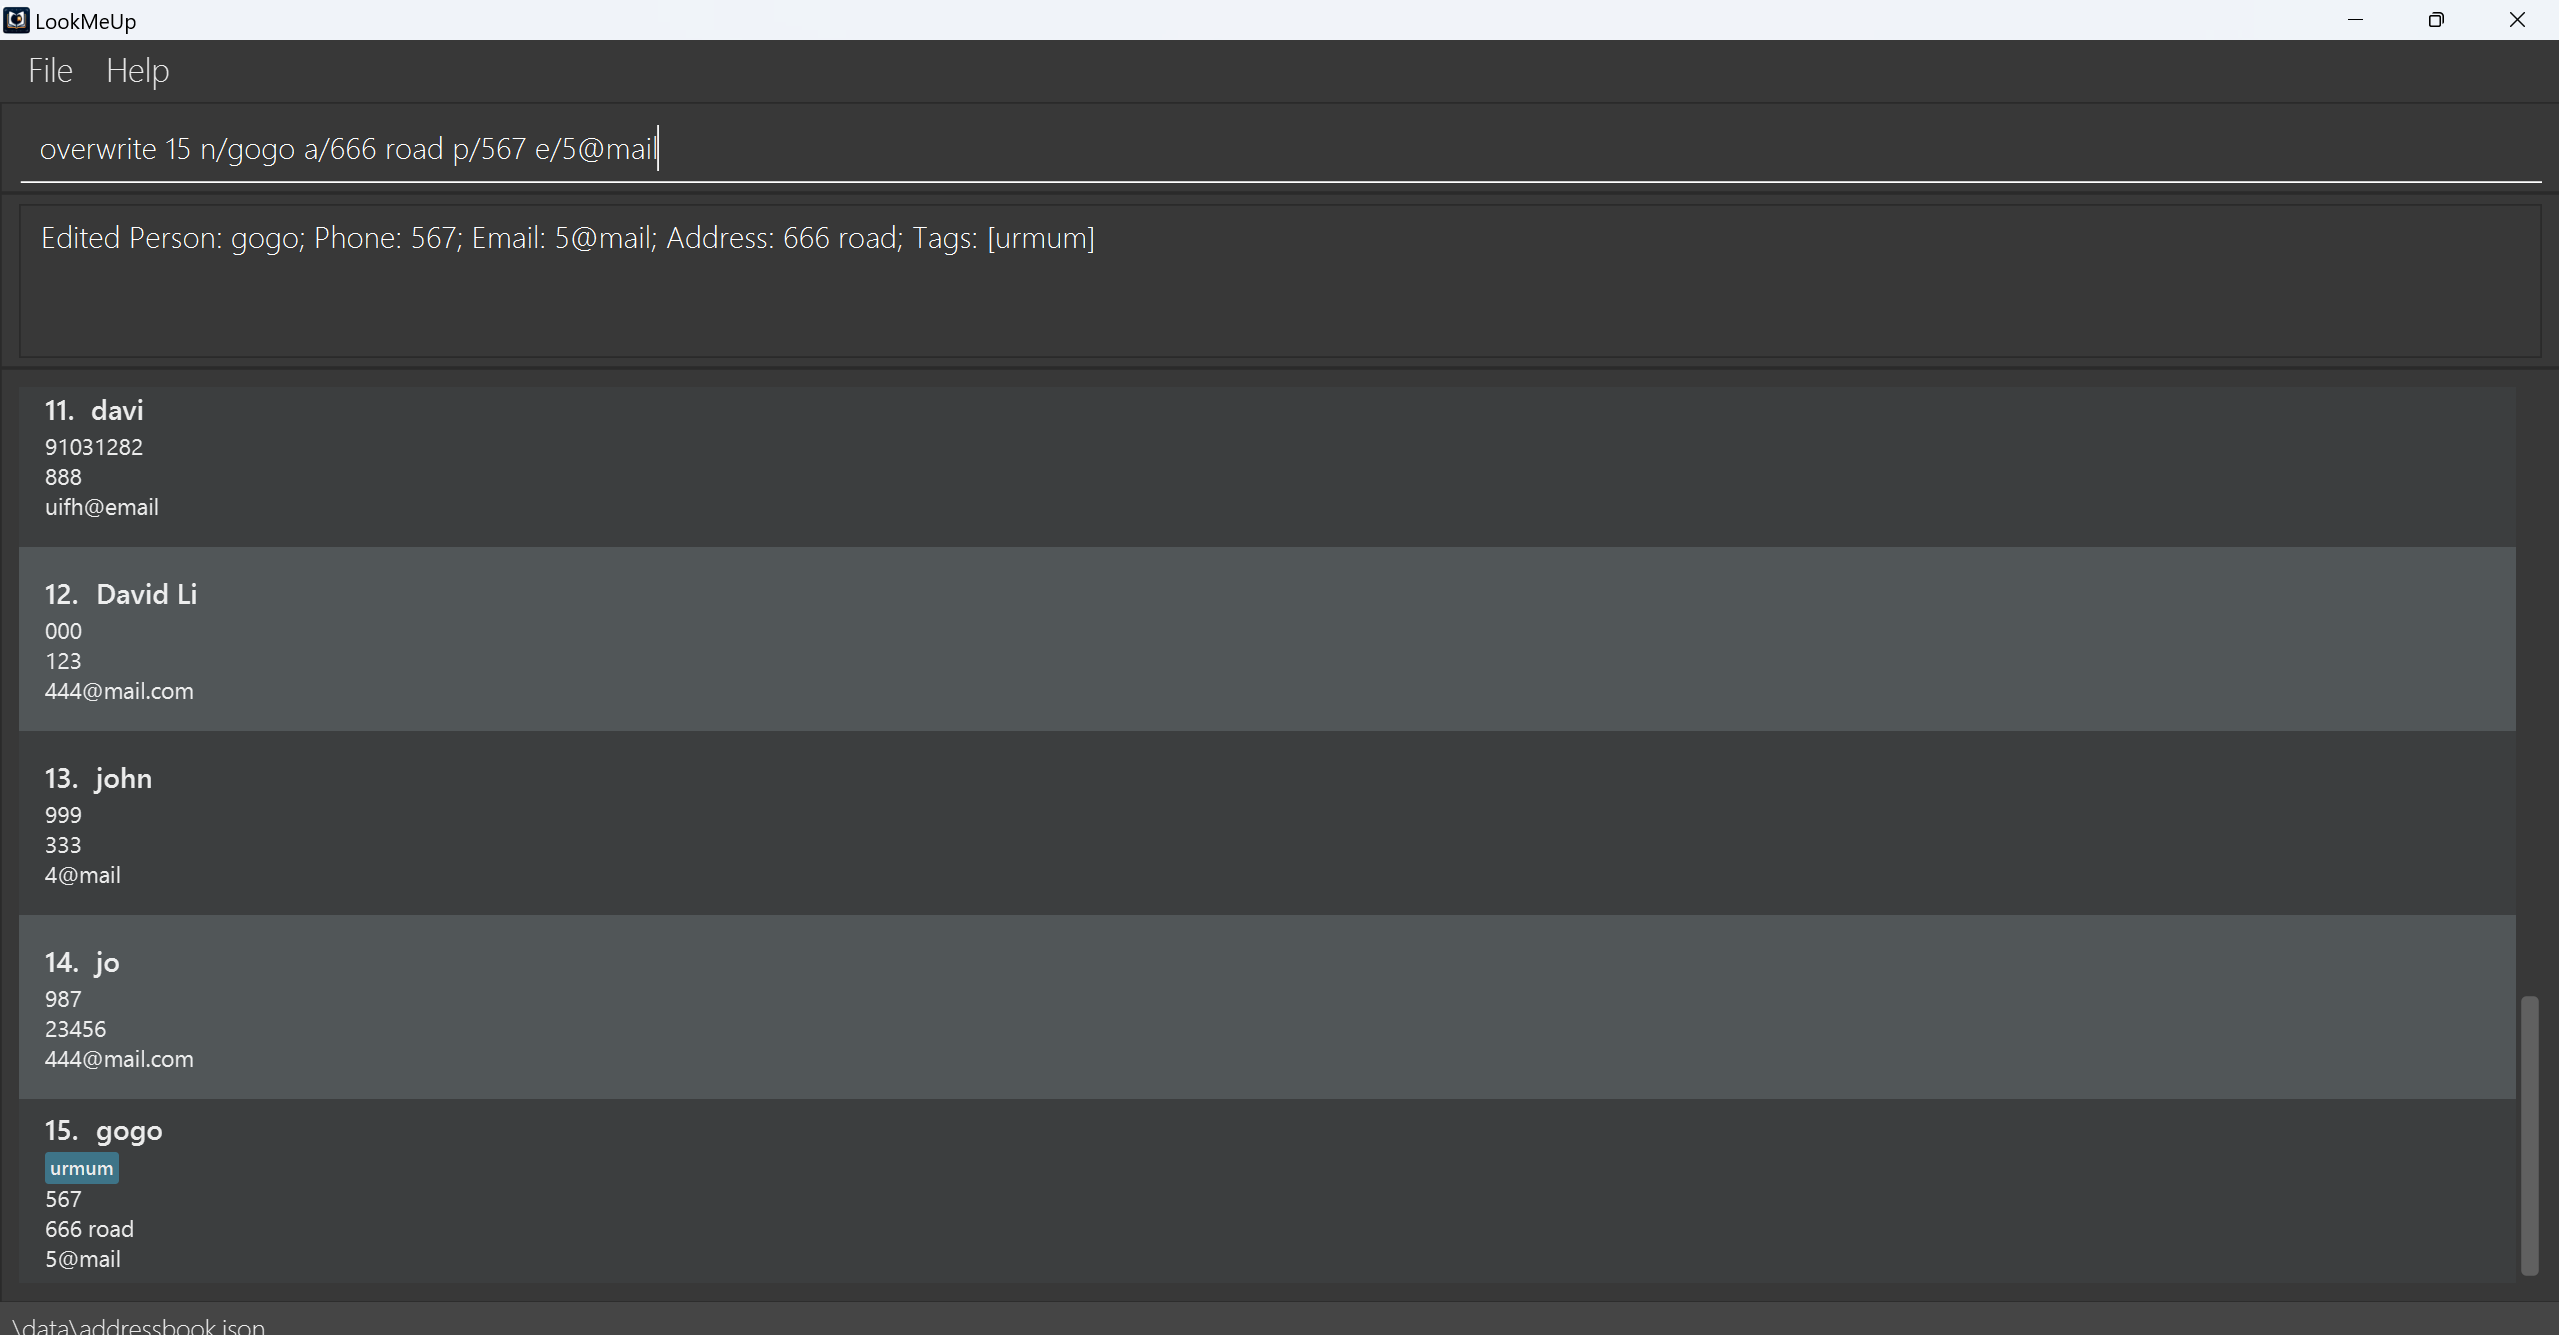 LookMeUp
File Help
overwrite 15 n/gogo a/666 road p/567 e/5@mail
Edited Person: gogo; Phone: 567; Email: 5@mail; Address: 666 road; Tags: [urmum]
11. davi
91031282
888
uifh@email
12. David Li
000
123
444@mail.com
13. john
999
333
4@mail
14. jo
987
23456
444@mail.com
15. gogo
urmum
567
666 road
5@mail
\data\addressbook.json